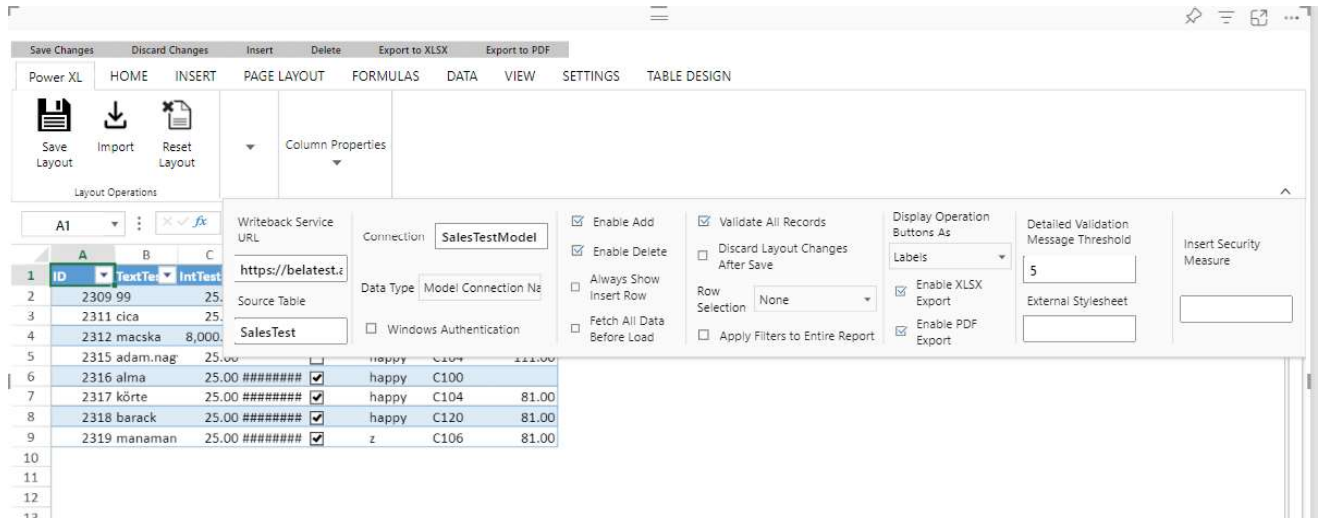 Save Changes Discard Changes Insert Delete Export to XLSX Export to PDF
Power XL HOME INSERT PAGE LAYOUT FORMULAS DATA VIEW SETTINGS TABLE DESIGN
Save Layout
Import
Reset Layout
Column Properties
Layout Operations
A1 fx
Writeback Service URL
https://belatest.a
Source Table
SalesTest
Connection SalesTestModel
Data Type Model Connection Na
Windows Authentication
Enable Add
Enable Delete
Always Show Insert Row
Fetch All Data Before Load
Validate All Records
Discard Layout Changes After Save
Row Selection None
Apply Filters to Entire Report
Display Operation Buttons As
Labels
Enable XLSX Export
Enable PDF Export
Detailed Validation Message Threshold
5
External Stylesheet
Insert Security Measure
A B C
1 ID TextTes IntTest
2 2309 99 25.
3 2311 cica 25.
4 2312 macska 8,000.
5 2315 adam.nag 25.00 happy C104 111.00
6 2316 alma 25.00 ######## happy C100
7 2317 körte 25.00 ######## happy C104 81.00
8 2318 barack 25.00 ######## happy C120 81.00
9 2319 manaman 25.00 ######## z C106 81.00
10
11
12
13